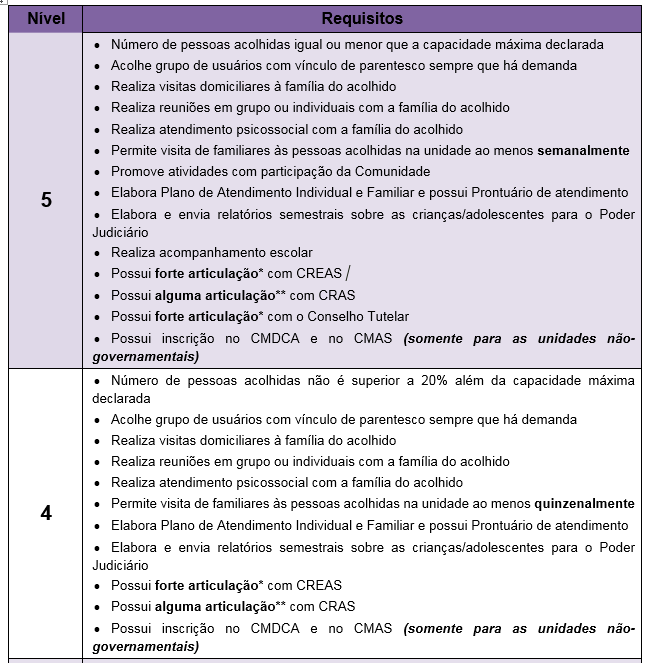 Nível Requisitos
• Número de pessoas acolhidas igual ou menor que a capacidade máxima declarada
• Acolhe grupo de usuários com vínculo de parentesco sempre que há demanda
• Realiza visitas domiciliares à família do acolhido
• Realiza reuniões em grupo ou individuais com a família do acolhido
• Realiza atendimento psicossocial com a família do acolhido
• Permite visita de familiares às pessoas acolhidas na unidade ao menos semanalmente
• Promove atividades com participação da Comunidade
• Elabora Plano de Atendimento Individual e Familiar e possui Prontuário de atendimento
5
• Elabora e envia relatórios semestrais sobre as crianças/adolescentes para o Poder
Judiciário
• Realiza acompanhamento escolar
• Possui forte articulação* com CREAS /
• Possui alguma articulação** com CRAS
• Possui forte articulação* com o Conselho Tutelar
• Possui inscrição no CMDCA e no CMAS (somente para as unidades não-
governamentais)
• Número de pessoas acolhidas não é superior a 20% além da capacidade máxima
declarada
• Acolhe grupo de usuários com vínculo de parentesco sempre que há demanda
• Realiza visitas domiciliares à família do acolhido
• Realiza reuniões em grupo ou individuais com a família do acolhido
• Realiza atendimento psicossocial com a família do acolhido
• Permite visita de familiares às pessoas acolhidas na unidade ao menos quinzenalmente
4
• Elabora Plano de Atendimento Individual e Familiar e possui Prontuário de atendimento
• Elabora e envia relatórios semestrais sobre as crianças/adolescentes para o Poder
Judiciário
• Possui forte articulação* com CREAS
• Possui alguma articulação** com CRAS
• Possui inscrição no CMDCA e no CMAS (somente para as unidades não-
governamentais)